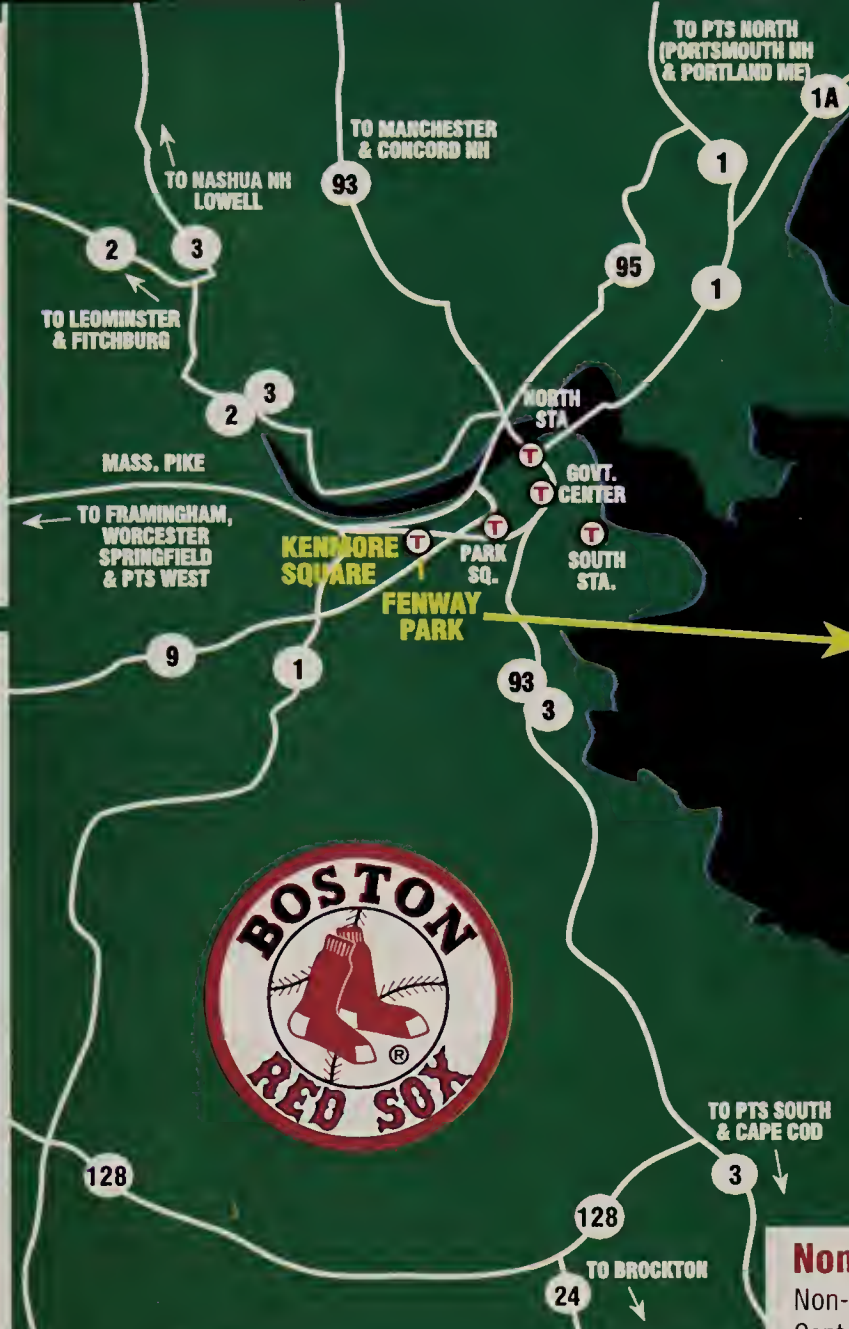 TO PTS NORTH
(PORTSMOUTH NH
& PORTLAND ME)
1A
TO MANCHESTER
& CONCORD NH
1
TO NASHUA NH
LOWELL
93
2
3
95
1
TO LEOMINSTER
& FITCHBURG
3
2
NORTH
STA
T
MASS. PIKE
GOVT.
CENTER
T
TO FRAMINGHAM,
WORCESTER
SPRINGFIELD
& PTS WEST
KENMORE
SQUARE
T
T
PARK
SQ.
T
SOUTH
STA.
FENWAY
PARK
9
1
93
3
BOSTON
RED SOX
®
TO PTS SOUTH
& CAPE COD
128
3
128
TO BROCKTON
24
Non-